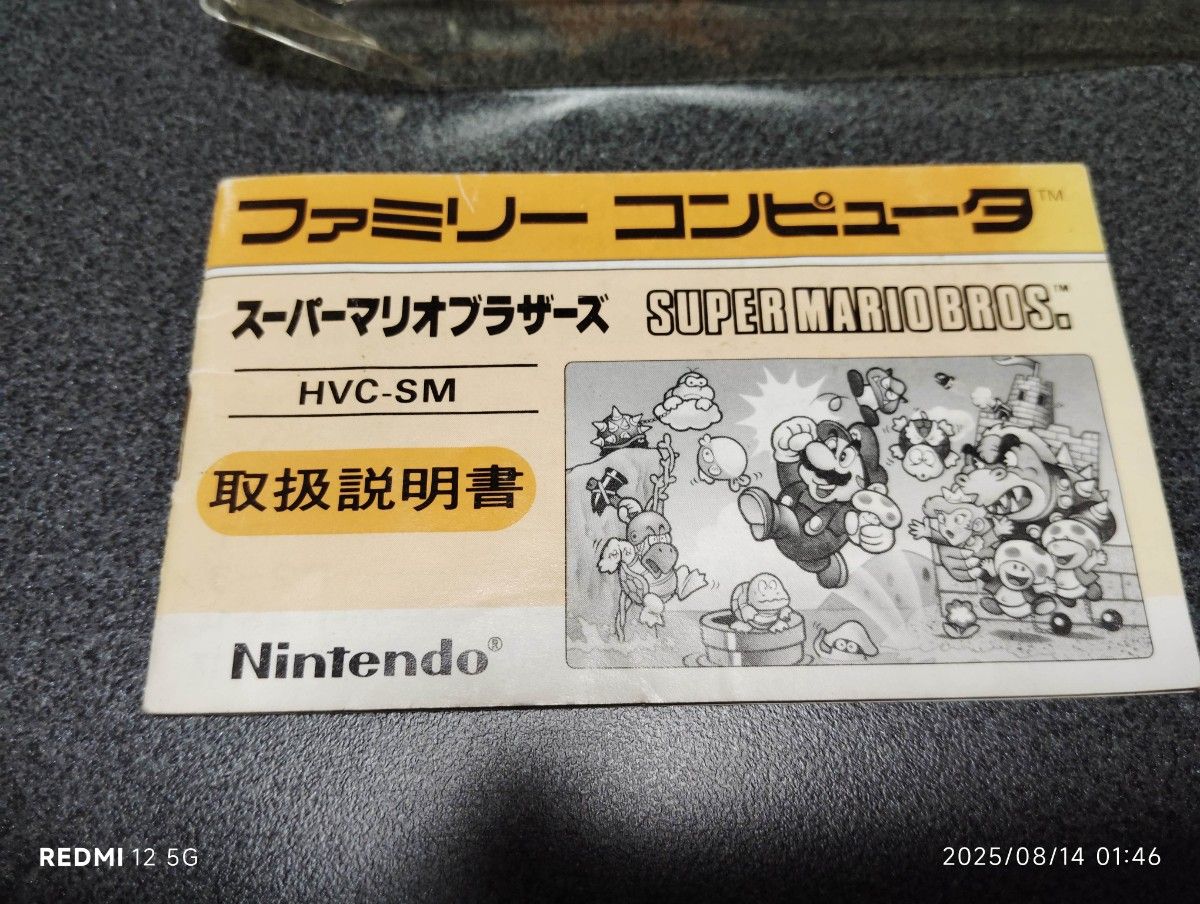 ファミリー コンピュータ™
スーパーマリオブラザーズ SUPER MARIO BROS.™
HVC-SM
取扱説明書
Nintendo®
REDMI 12 5G
2025/08/14 01:46